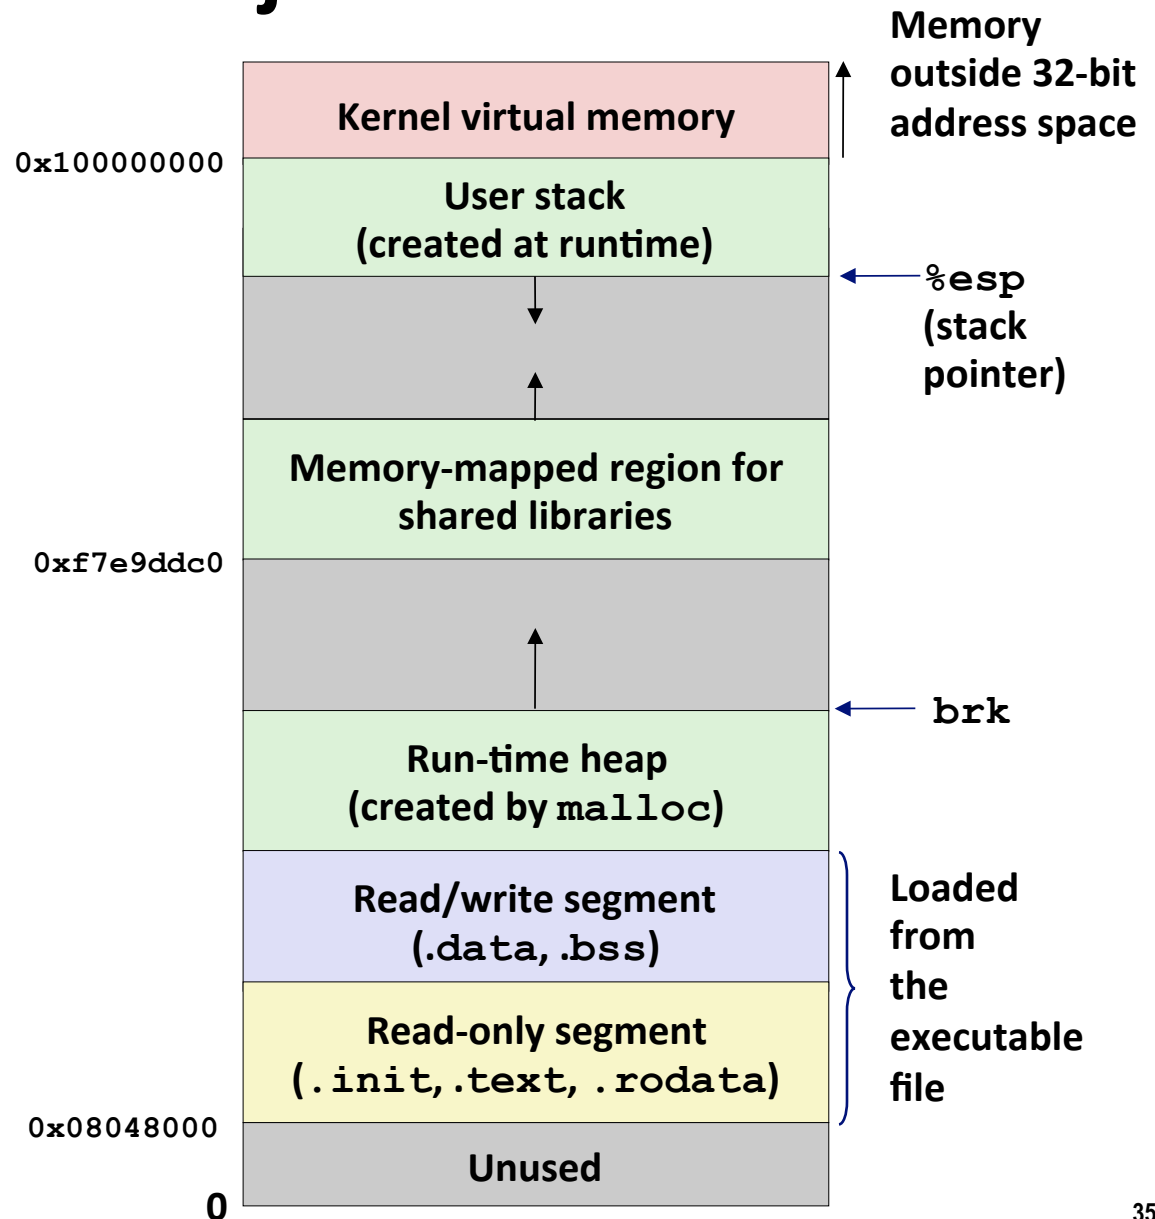 Memory
outside 32-bit
address space
Kernel virtual memory
0x100000000
User stack
(created at runtime)
%esp
(stack
pointer)
Memory-mapped region for
shared libraries
0xf7e9ddc0
brk
Run-time heap
(created by malloc)
Read/write segment
(.data, .bss)
Loaded
from
the
executable
file
Read-only segment
(.init, .text, .rodata)
0x08048000
Unused
0
35